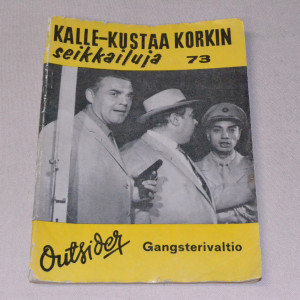 KALLE-KUSTAA KORKIN
seikkailuja 73
Outsider Gangsterivaltio